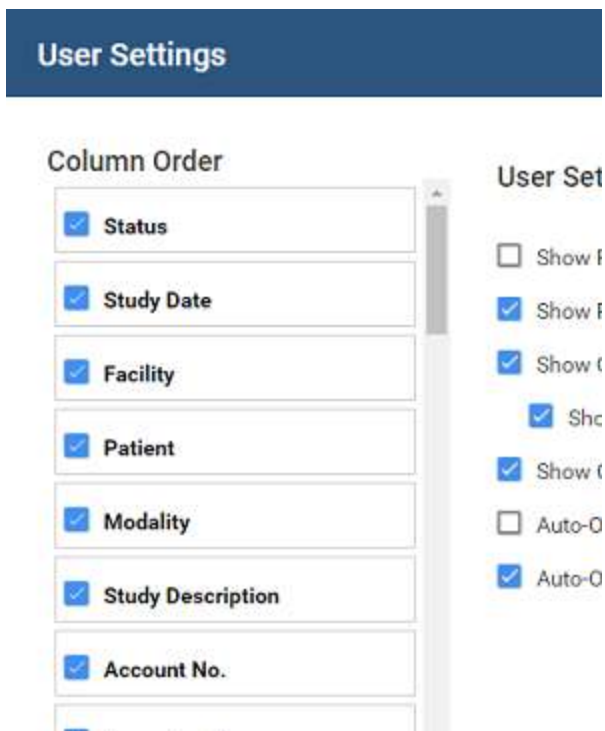 User Settings
Column Order
Status
Study Date
Facility
Patient
Modality
Study Description
Account No.
User Set
Show
Show
Show
Sho
Show
Auto-O
Auto-O